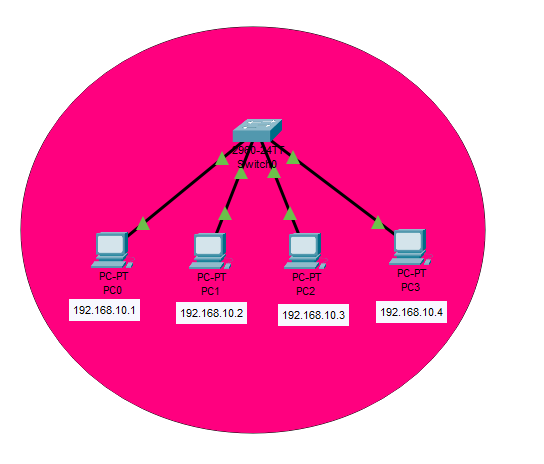 2960-24TT
Switch0
PC-PT
PC0
192.168.10.1
PC-PT
PC1
192.168.10.2
PC-PT
PC2
192.168.10.3
PC-PT
PC3
192.168.10.4